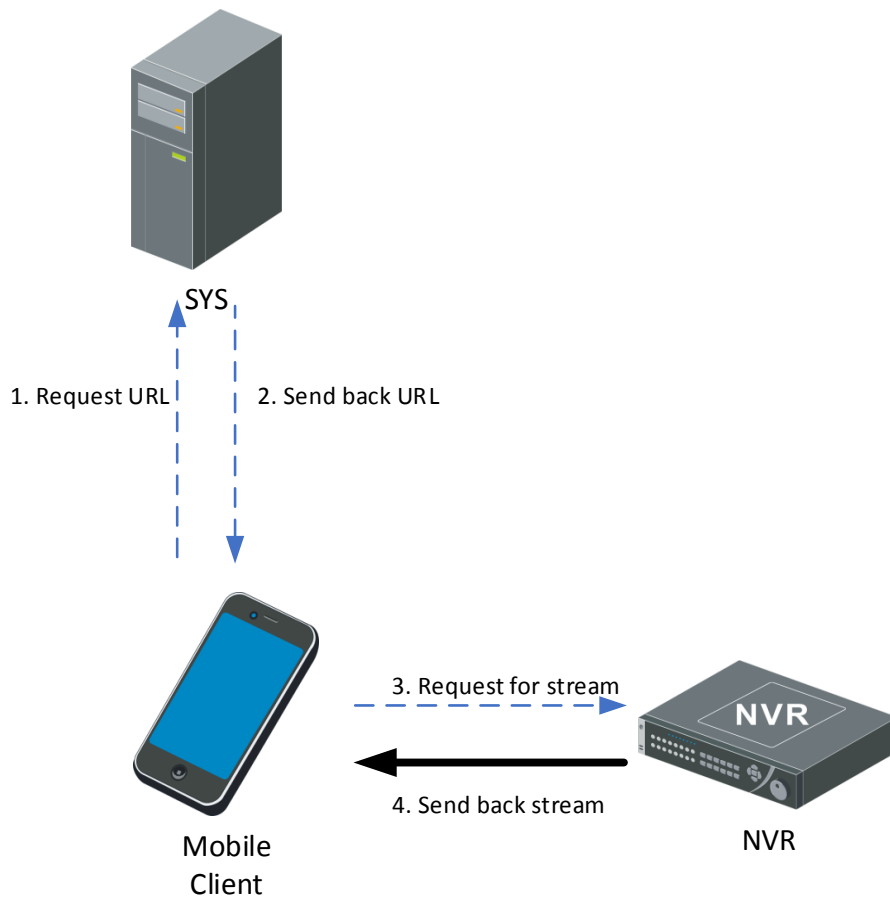 SYS
1. Request URL
2. Send back URL
3. Request for stream
NVR
4. Send back stream
Mobile
Client
NVR